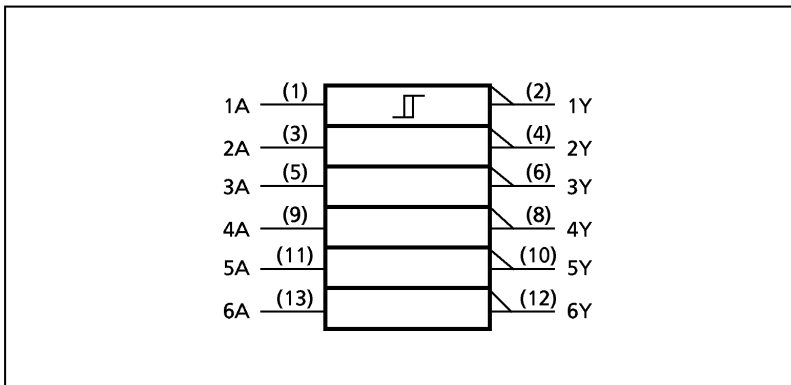 1A (1) (2) 1Y
2A (3) (4) 2Y
3A (5) (6) 3Y
4A (9) (8) 4Y
5A (11) (10) 5Y
6A (13) (12) 6Y